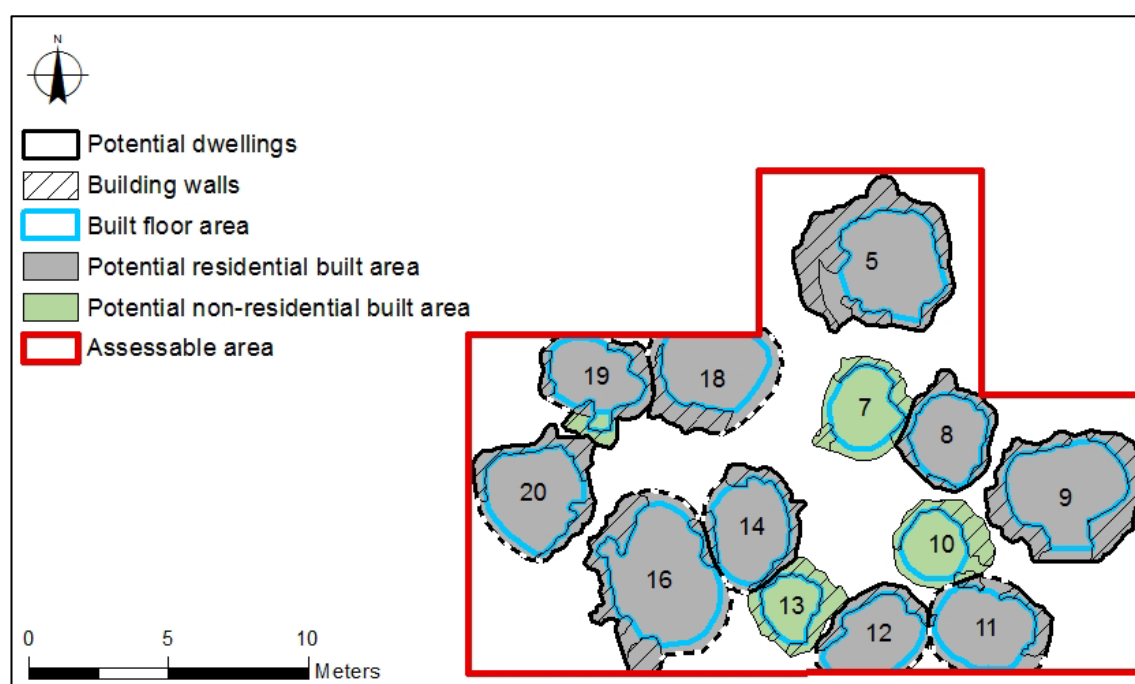 N
Potential dwellings
Building walls
Built floor area
Potential residential built area
Potential non-residential built area
Assessable area
5
19
18
7
8
20
9
14
10
16
13
12
11
0 5 10
Meters